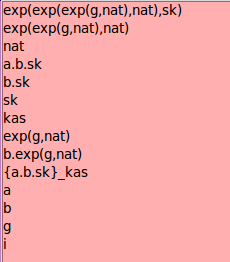 exp(exp(exp(g,nat),nat),sk)
exp(exp(g,nat),nat)
nat
a.b.sk
b.sk
sk
kas
exp(g,nat)
b.exp(g,nat)
{a.b.sk}_kas
a
b
g
i